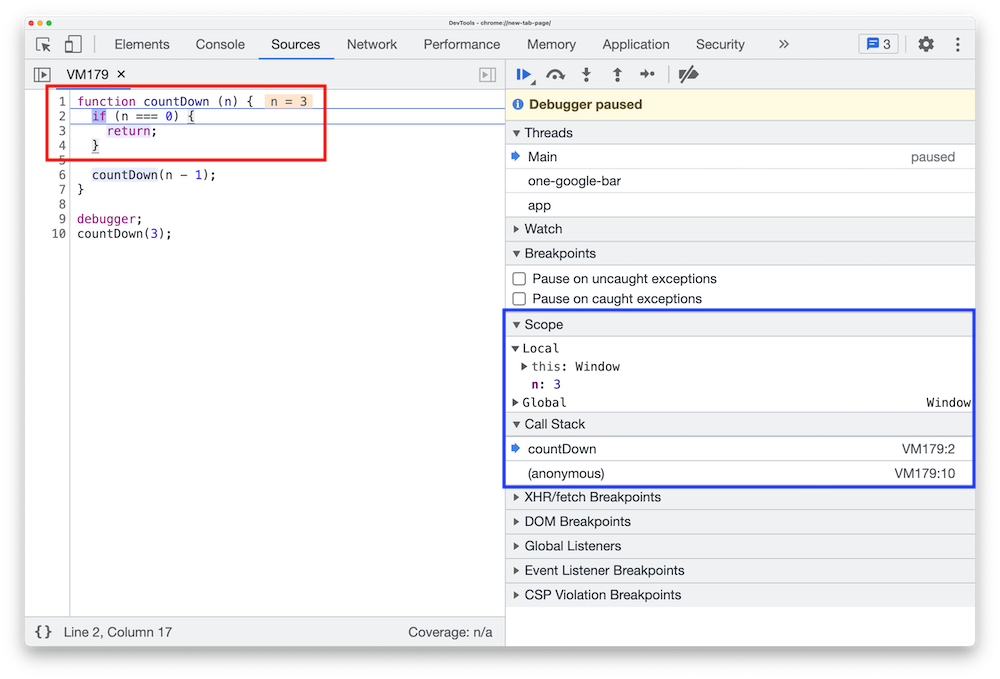 DevTools - chrome://new-tab-page/
Elements Console Sources Network Performance Memory Application Security » 3
VM179 ×
1 function countDown (n) { n = 3
2 if (n === 0) {
3 return;
4 }
5
6 countDown(n - 1);
7 }
8
9 debugger;
10 countDown(3);
{} Line 2, Column 17 Coverage: n/a
Debugger paused
Threads
Main paused
one-google-bar
app
Watch
Breakpoints
Pause on uncaught exceptions
Pause on caught exceptions
Scope
Local
this: Window
n: 3
Global Window
Call Stack
countDown VM179:2
(anonymous) VM179:10
XHR/fetch Breakpoints
DOM Breakpoints
Global Listeners
Event Listener Breakpoints
CSP Violation Breakpoints